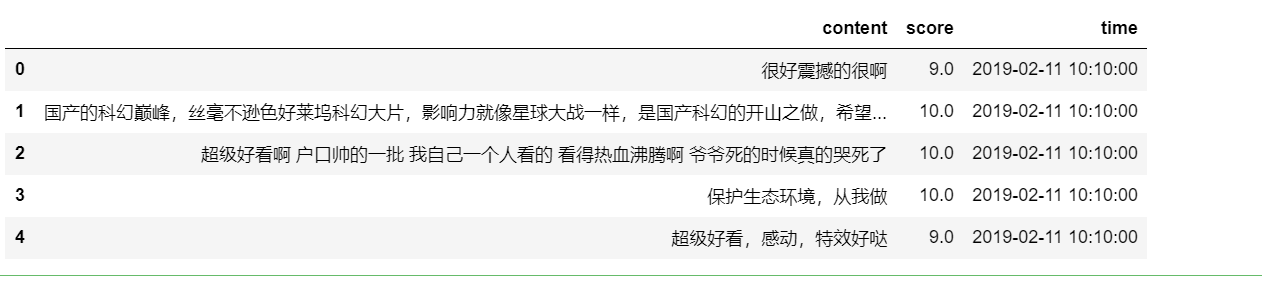 content score time
0 很好震撼的很啊 9.0 2019-02-11 10:10:00
1 国产的科幻巅峰，丝毫不逊色好莱坞科幻大片，影响力就像星球大战一样，是国产科幻的开山之做，希望... 10.0 2019-02-11 10:10:00
2 超级好看啊 户口帅的一批 我自己一个人看的 看得热血沸腾啊 爷爷死的时候真的哭死了 10.0 2019-02-11 10:10:00
3 保护生态环境，从我做 10.0 2019-02-11 10:10:00
4 超级好看，感动，特效好哒 9.0 2019-02-11 10:10:00